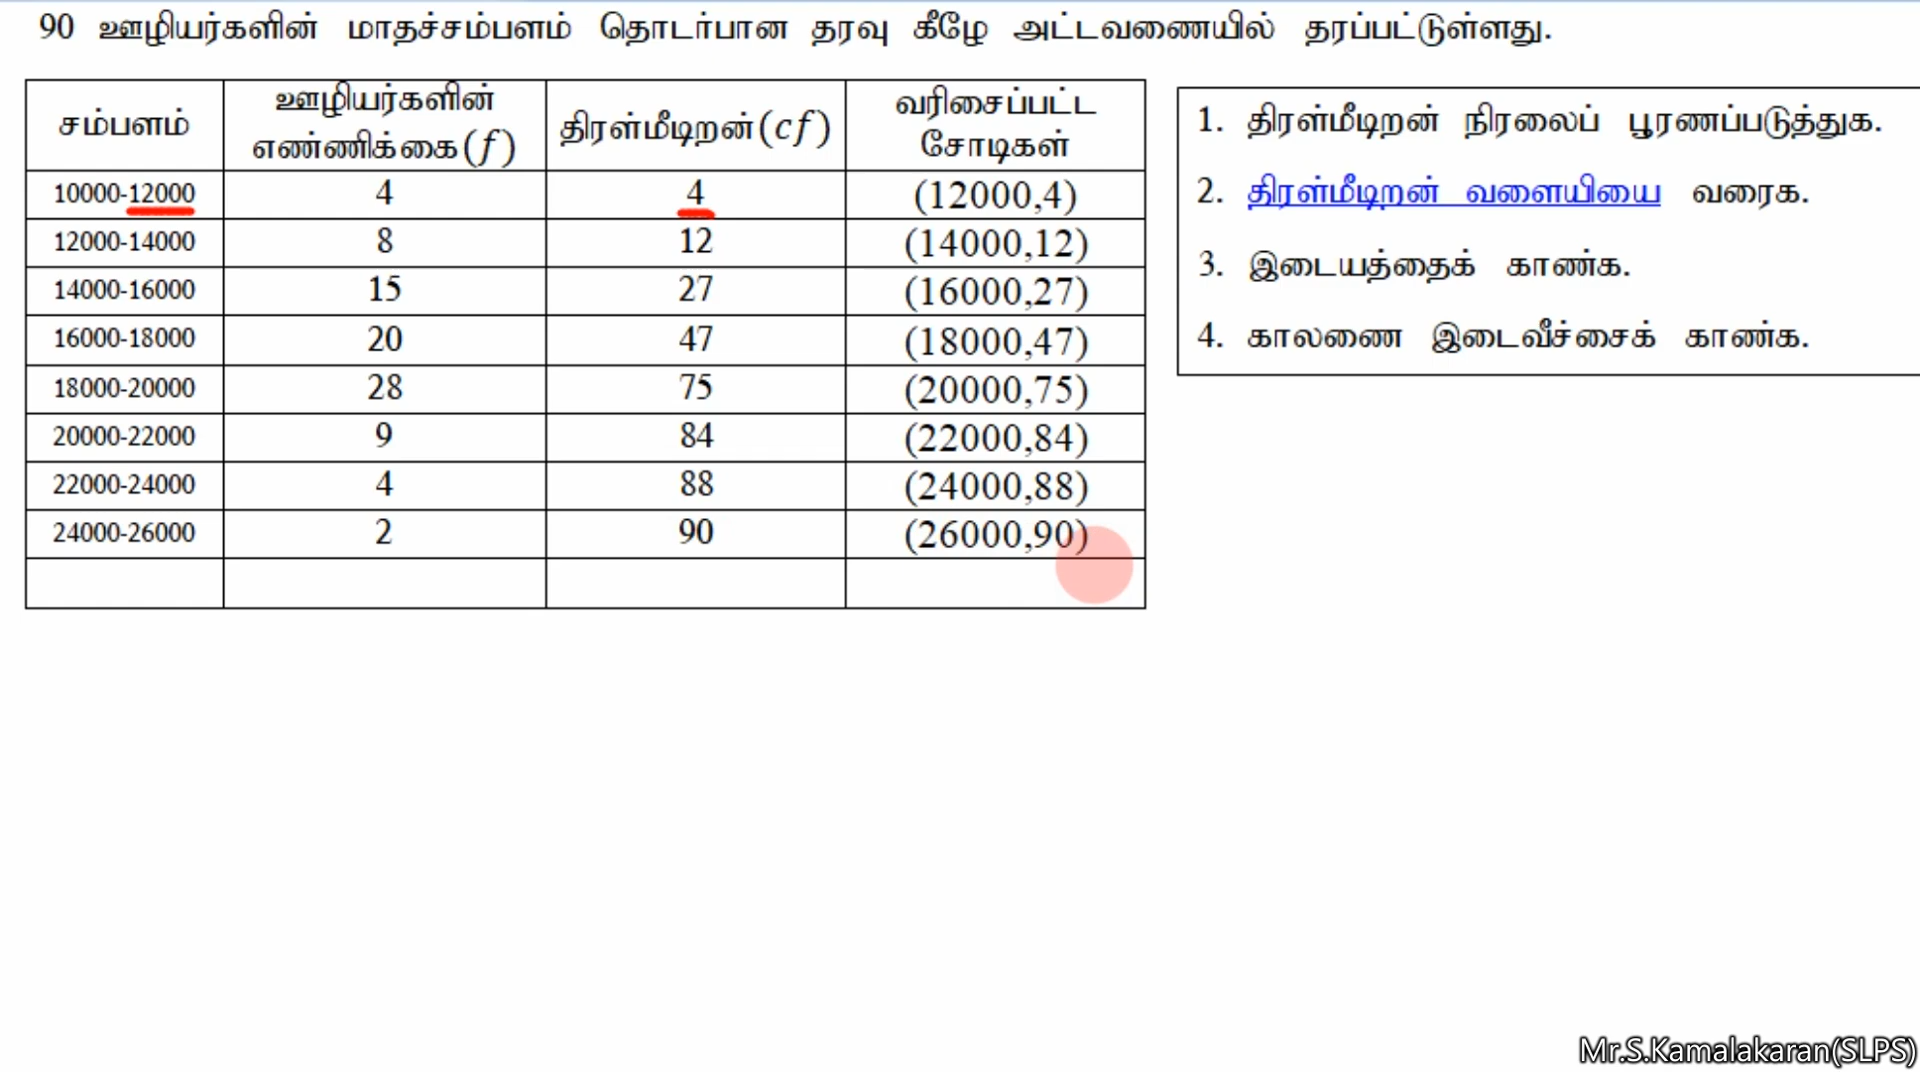 90 ஊழியர்களின் மாதச்சம்பளம் தொடர்பான தரவு கீழே அட்டவணையில் தரப்பட்டுள்ளது.
சம்பளம் ஊழியர்களின் எண்ணிக்கை(f) திரள்மீடிறன்(cf) வரிசைப்பட்ட சோடிகள்
10000-12000 4 4 (12000,4)
12000-14000 8 12 (14000,12)
14000-16000 15 27 (16000,27)
16000-18000 20 47 (18000,47)
18000-20000 28 75 (20000,75)
20000-22000 9 84 (22000,84)
22000-24000 4 88 (24000,88)
24000-26000 2 90 (26000,90)
1. திரள்மீடிறன் நிரலைப் பூரணப்படுத்துக.
2. திரள்மீடிறன் வளையியை வரைக.
3. இடையத்தைக் காண்க.
4. காலணை இடைவீச்சைக் காண்க.
Mr.S.Kamalakaran(SLPS)